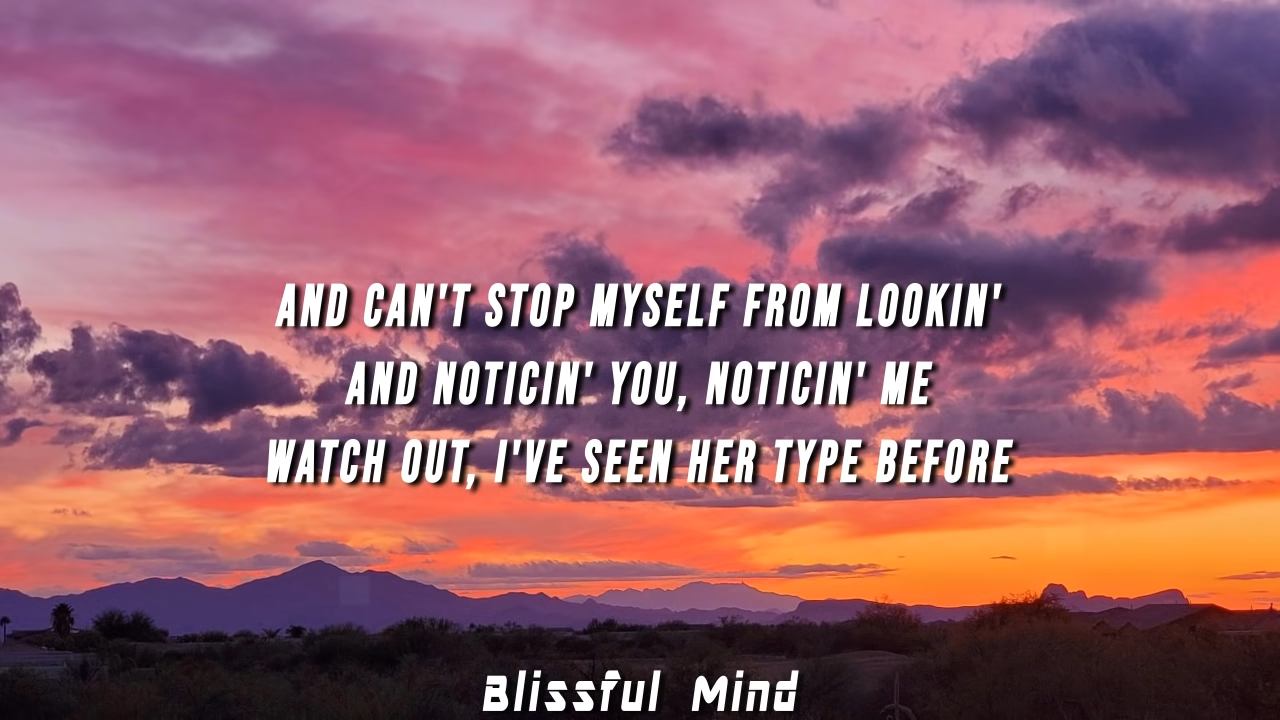 AND CAN'T STOP MYSELF FROM LOOKIN'
AND NOTICIN' YOU, NOTICIN' ME
WATCH OUT, I'VE SEEN HER TYPE BEFORE
Blissful Mind